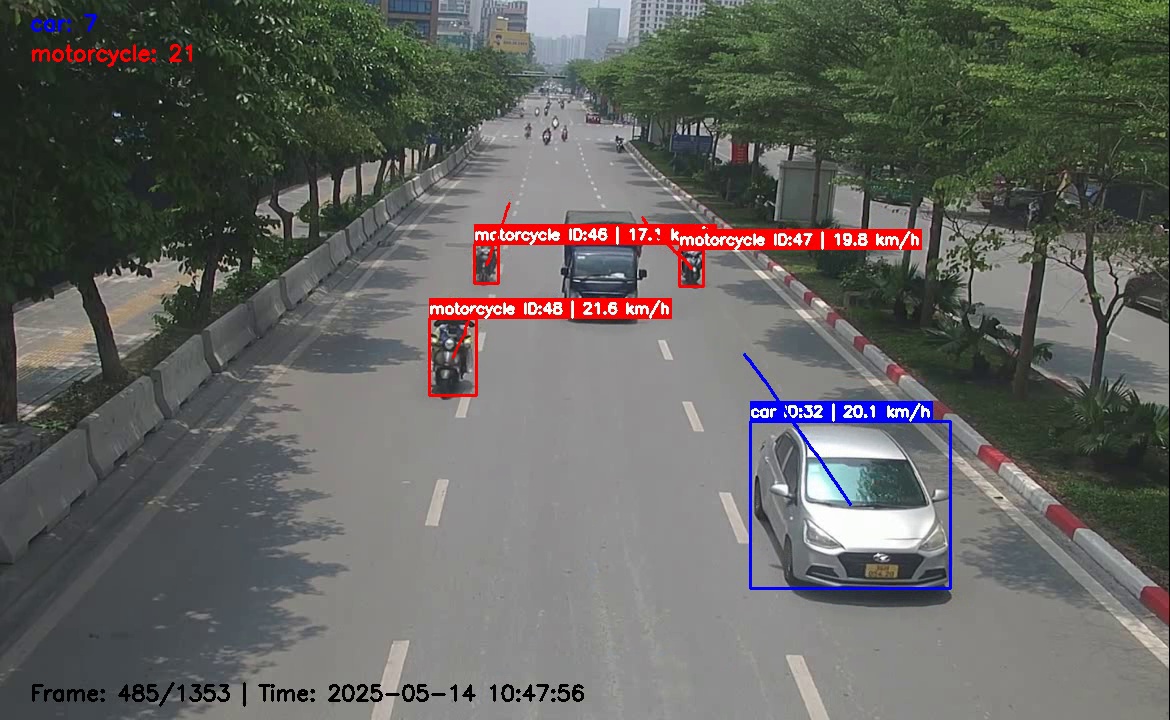 car: 7
motorcycle: 21
motorcycle ID:46 | 17.1
motorcycle ID:47 | 19.8 km/h
motorcycle ID:48 | 21.6 km/h
car ID:32 | 20.1 km/h
Frame: 485/1353 | Time: 2025-05-14 10:47:56